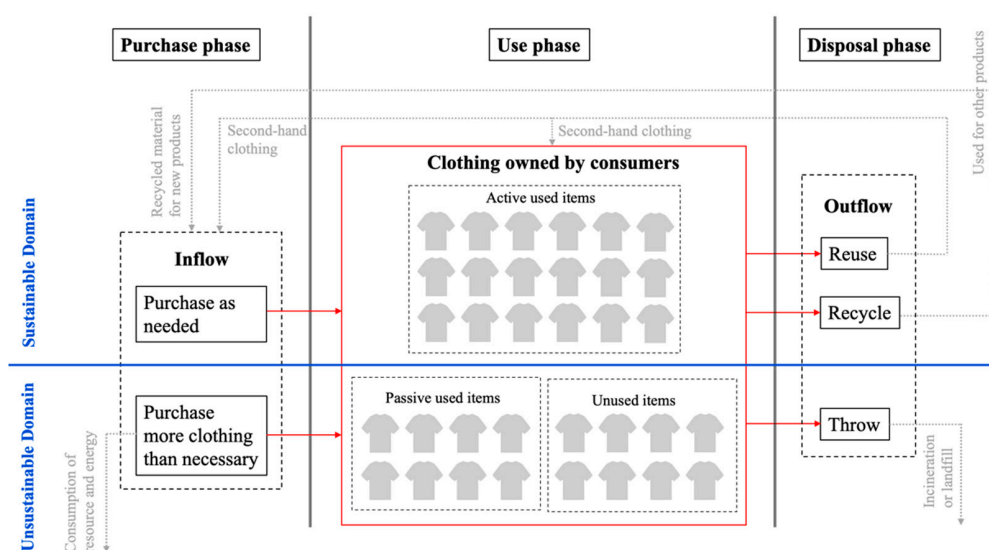 Purchase phase
Use phase
Disposal phase
Second-hand
clothing
Second-hand clothing
Recycled material
for new products
Used for other products
Clothing owned by consumers
Active used items
Inflow
Purchase as
needed
Outflow
Reuse
Recycle
Sustainable Domain
Unsustainable Domain
Passive used items
Unused items
Purchase
more clothing
than necessary
Throw
Consumption of
resource and energy
Incineration
or landfill